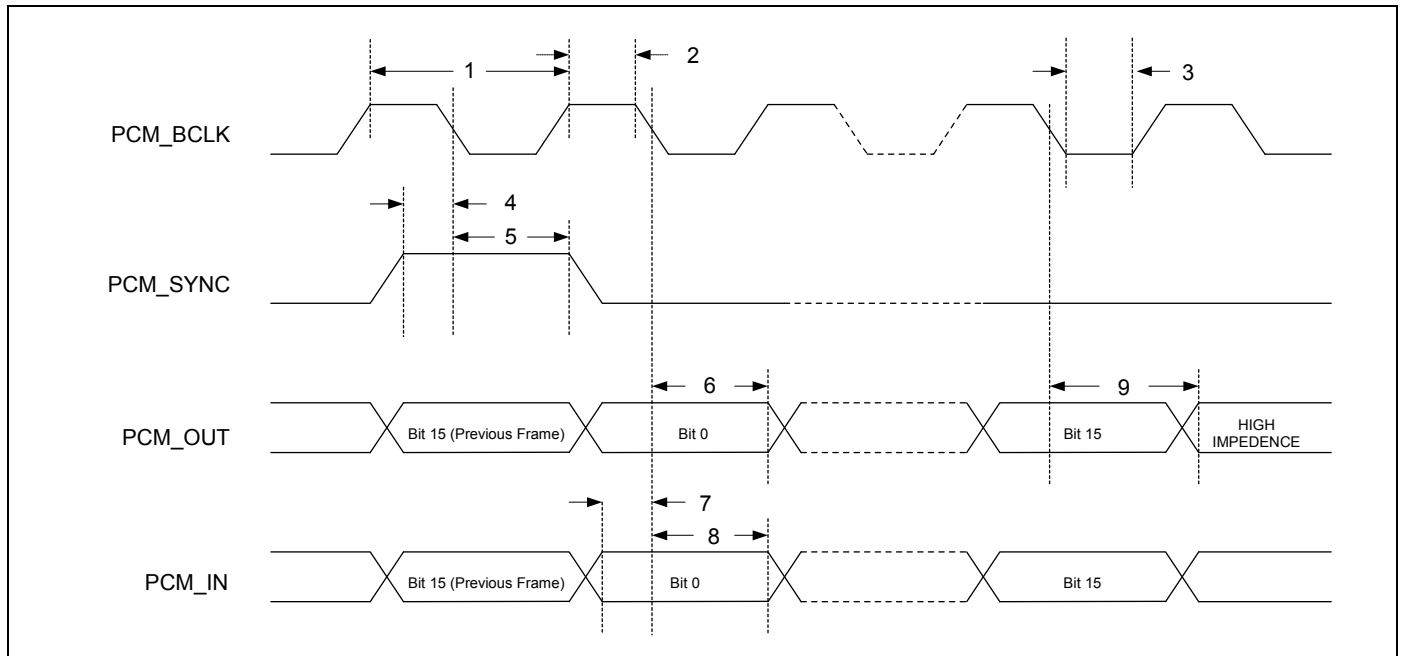 1
2
3
PCM_BCLK
4
5
PCM_SYNC
6
9
PCM_OUT
Bit 15 (Previous Frame)
Bit 0
Bit 15
HIGH
IMPEDENCE
7
8
PCM_IN
Bit 15 (Previous Frame)
Bit 0
Bit 15